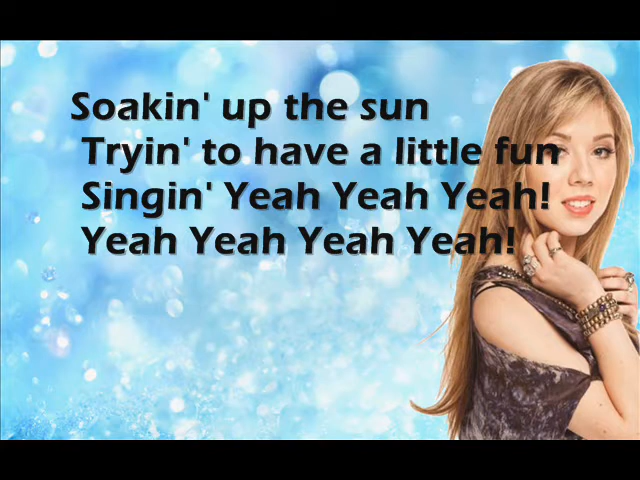 Soakin' up the sun
Tryin' to have a little fun
Singin' Yeah Yeah Yeah!
Yeah Yeah Yeah Yeah!